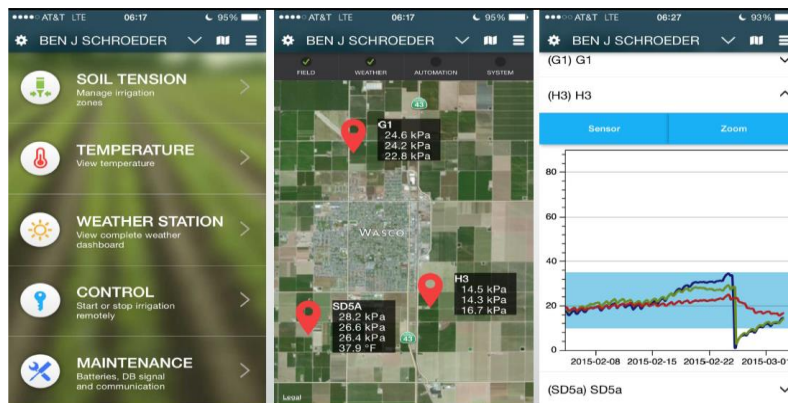 AT&T LTE 06:17 95%
BEN J SCHROEDER
SOIL TENSION
Manage irrigation
zones
TEMPERATURE
View temperature
WEATHER STATION
View complete weather
dashboard
CONTROL
Start or stop irrigation
remotely
MAINTENANCE
Batteries, DB signal
and communication
AT&T LTE 06:17 95%
BEN J SCHROEDER
FIELD WEATHER AUTOMATION SYSTEM
43
G1
24.6 kPa
24.2 kPa
22.8 kPa
WASCO
H3
14.5 kPa
14.3 kPa
16.7 kPa
SD5A
28.2 kPa
26.6 kPa
26.4 kPa
37.9 °F
43
Legal
AT&T LTE 06:27 93%
BEN J SCHROEDER
(G1) G1
(H3) H3
Sensor Zoom
80
60
40
20
0
2015-02-08 2015-02-15 2015-02-22 2015-03-01
(SD5a) SD5a